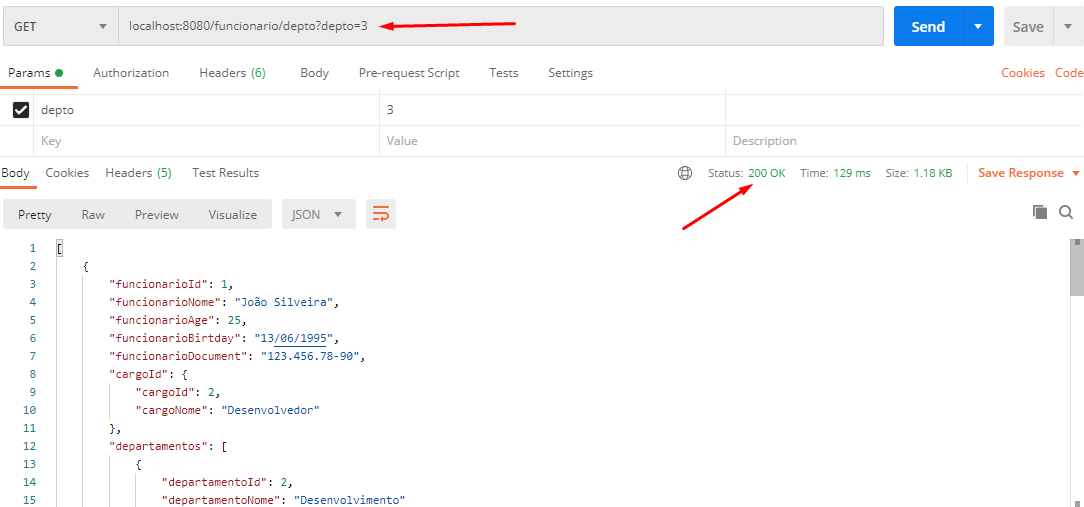 GET localhost:8080/funcionario/depto?depto=3 Send Save
Params Authorization Headers (6) Body Pre-request Script Tests Settings Cookies Code
depto 3
Key Value Description
Body Cookies Headers (5) Test Results Status: 200 OK Time: 129 ms Size: 1.18 KB Save Response
Pretty Raw Preview Visualize JSON
1 [
2 {
3 "funcionarioId": 1,
4 "funcionarioNome": "João Silveira",
5 "funcionarioAge": 25,
6 "funcionarioBirtday": "13/06/1995",
7 "funcionarioDocument": "123.456.78-90",
8 "cargoId": {
9 "cargoId": 2,
10 "cargoNome": "Desenvolvedor"
11 },
12 "departamentos": [
13 {
14 "departamentoId": 2,
15 "departamentoNome": "Desenvolvimento"